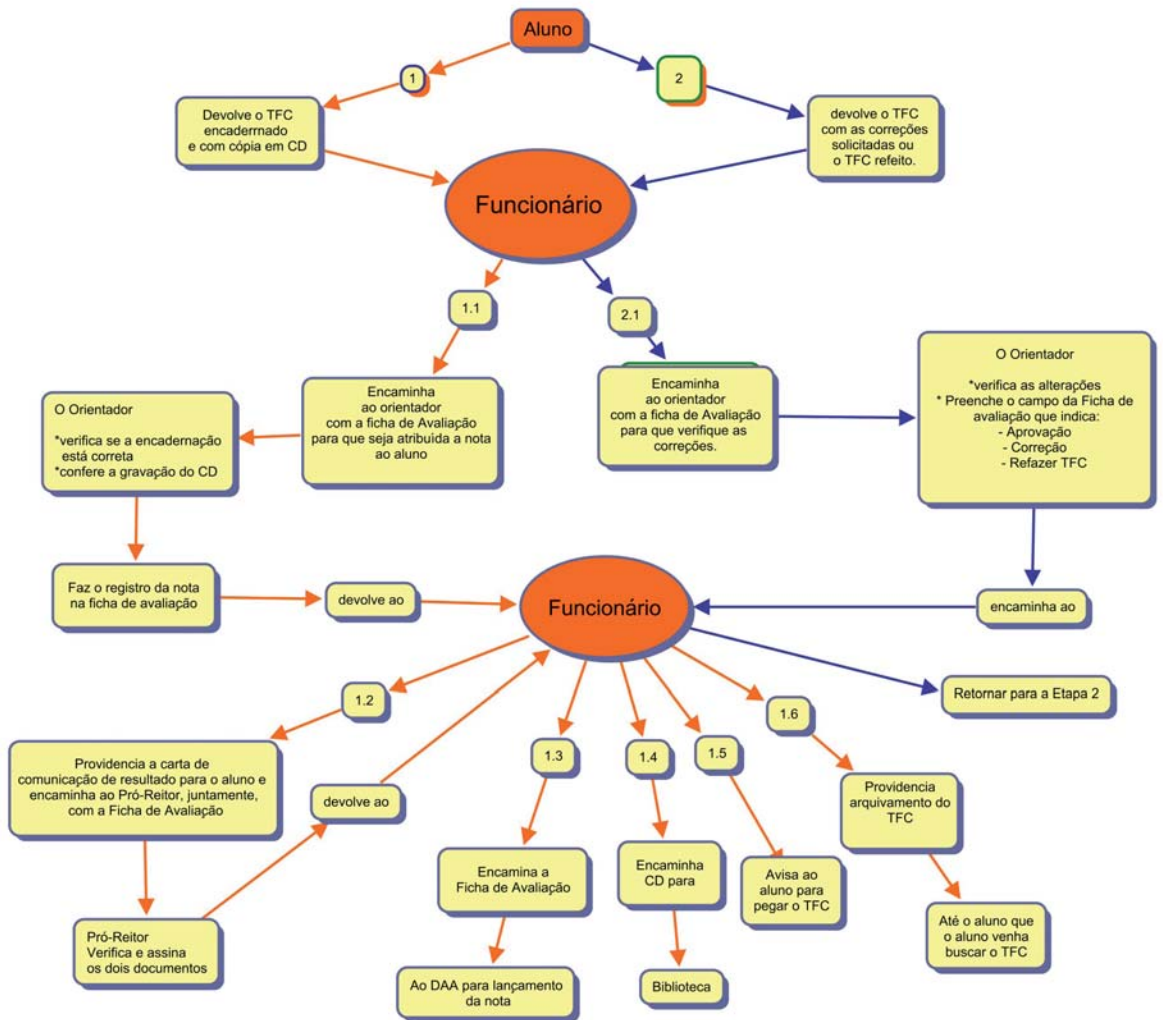 Aluno
1
2
Devolve o TFC
encaderrnado
e com cópia em CD
devolve o TFC
com as correções
solicitadas ou
o TFC refeito.
Funcionário
1.1
2.1
Encaminha
ao orientador
com a ficha de Avaliação
para que seja atribuída a nota
ao aluno
Encaminha
ao orientador
com a ficha de Avaliação
para que verifique as
correções.
O Orientador
*verifica as alterações
* Preenche o campo da Ficha de
avaliação que indica:
- Aprovação
- Correção
- Refazer TFC
O Orientador
*verifica se a encadernação
está correta
*confere a gravação do CD
Faz o registro da nota
na ficha de avaliação
devolve ao
Funcionário
encaminha ao
Retornar para a Etapa 2
1.2
1.3
1.4
1.5
1.6
Providencia a carta de
comunicação de resultado para o aluno e
encaminha ao Pró-Reitor, juntamente,
com a Ficha de Avaliação
devolve ao
Providencia
arquivamento do
TFC
Encamina a
Ficha de Avaliação
Encaminha
CD para
Avisa ao
aluno para
pegar o TFC
Pró-Reitor
Verifica e assina
os dois documentos
Até o aluno que
o aluno venha
buscar o TFC
Ao DAA para lançamento
da nota
Biblioteca